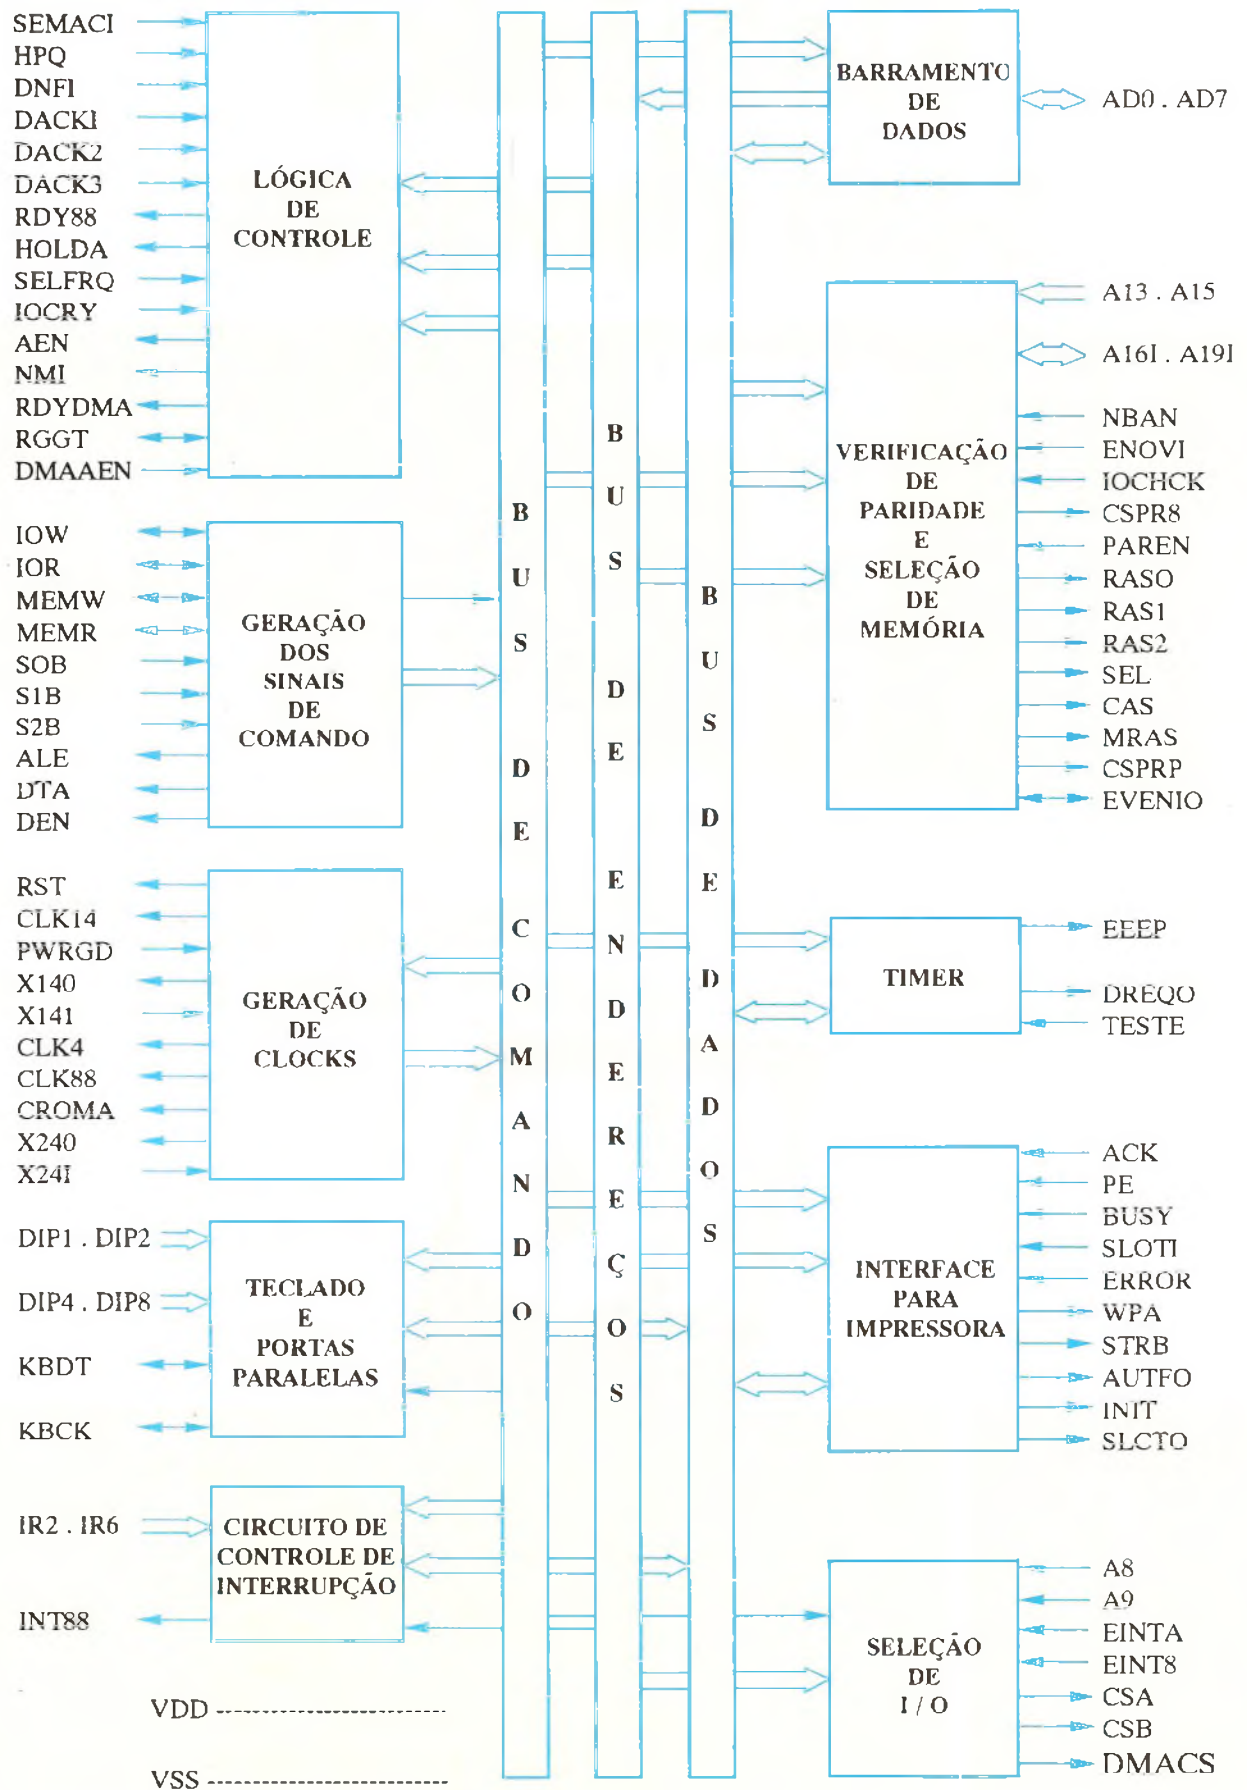 SEMACI
HPQ
DNFI
DACK1
DACK2
DACK3
RDY88
HOLDA
SELFRQ
IOCRY
AEN
NMI
RDYDMA
RGGT
DMAAEN
LÓGICA
DE
CONTROLE
IOW
IOR
MEMW
MEMR
SOB
S1B
S2B
ALE
DTA
DEN
GERAÇÃO
DOS
SINAIS
DE
COMANDO
RST
CLK14
PWRGD
X140
X141
CLK4
CLK88
CROMA
X240
X24I
GERAÇÃO
DE
CLOCKS
DIP1 . DIP2
DIP4 . DIP8
KBDT
KBCK
TECLADO
E
PORTAS
PARALELAS
IR2 . IR6
INT88
CIRCUITO DE
CONTROLE DE
INTERRUPÇÃO
VDD
VSS
BUS DE COMANDO
BUS DE ENDEREÇOS
BUS DE DADOS
BARRAMENTO
DE
DADOS
AD0 . AD7
VERIFICAÇÃO
DE
PARIDADE
E
SELEÇÃO
DE
MEMÓRIA
A13 . A15
A16I . A19I
NBAN
ENOVI
IOCHCK
CSPR8
PAREN
RASO
RAS1
RAS2
SEL
CAS
MRAS
CSPRP
EVENIO
TIMER
EEEP
DREQO
TESTE
INTERFACE
PARA
IMPRESSORA
ACK
PE
BUSY
SLOTI
ERROR
WPA
STRB
AUTFO
INIT
SLCTO
SELEÇÃO
DE
I / O
A8
A9
EINTA
EINT8
CSA
CSB
DMACS